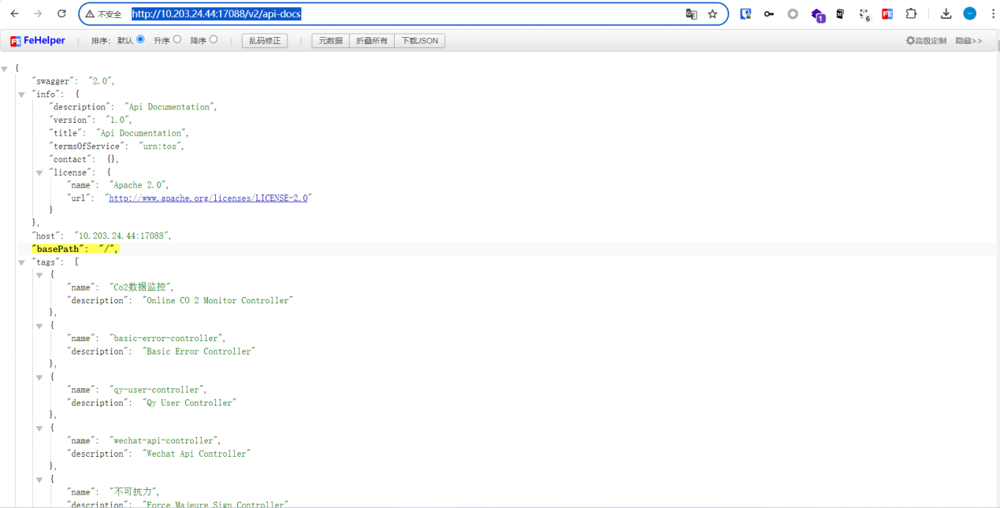 不安全 http://10.203.24.44:17088/v2/api-docs
1
6
FE
FE FeHelper 排序: 默认 升序 降序 乱码修正 元数据 折叠所有 下载JSON 高级定制 隐藏>>
{
"swagger": "2.0",
"info": {
"description": "Api Documentation",
"version": "1.0",
"title": "Api Documentation",
"termsOfService": "urn:tos",
"contact": {},
"license": {
"name": "Apache 2.0",
"url": "http://www.apache.org/licenses/LICENSE-2.0"
}
},
"host": "10.203.24.44:17088",
"basePath": "/",
"tags": [
{
"name": "Co2数据监控",
"description": "Online CO 2 Monitor Controller"
},
{
"name": "basic-error-controller",
"description": "Basic Error Controller"
},
{
"name": "qy-user-controller",
"description": "Qy User Controller"
},
{
"name": "wechat-api-controller",
"description": "Wechat Api Controller"
},
{
"name": "不可抗力",
"description": "Force Majeure Sign Controller"